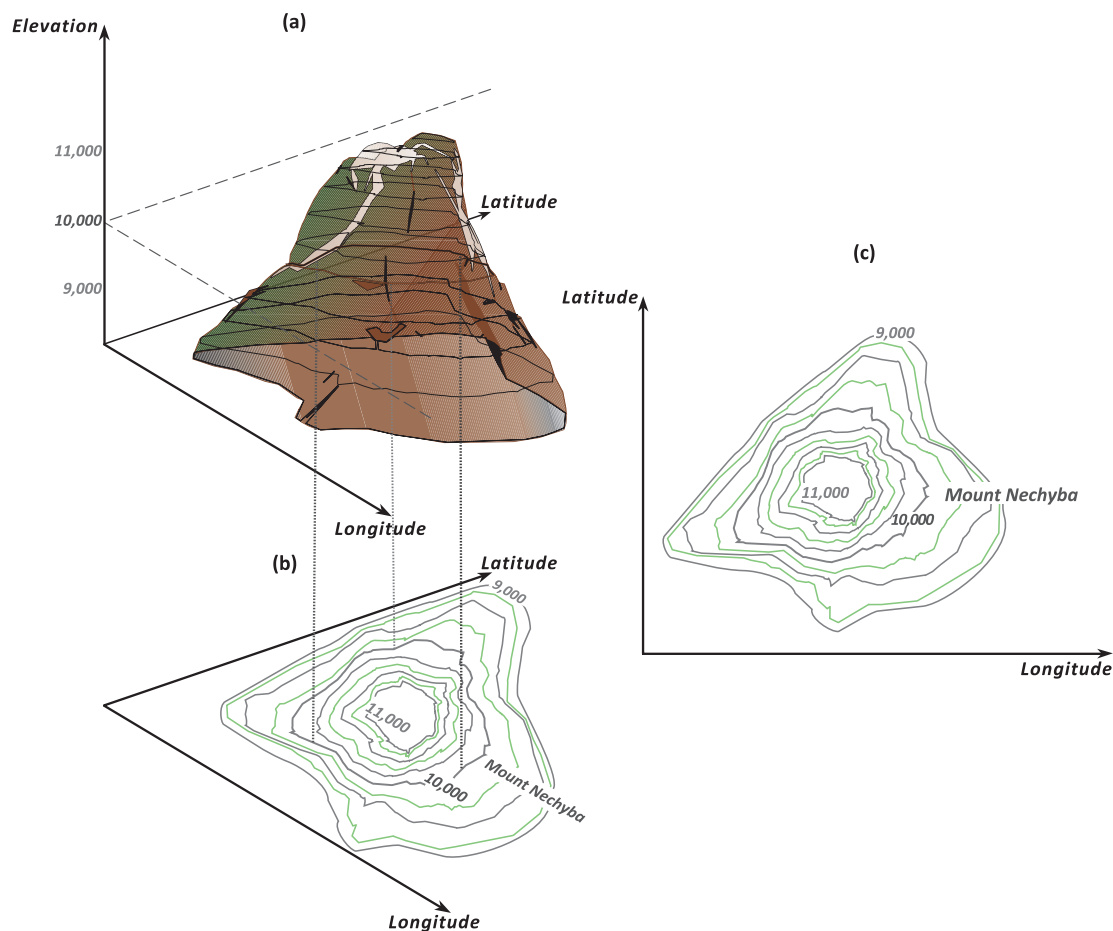 (a)
Elevation
11,000
10,000
9,000
Latitude
Longitude
(b)
Latitude
9,000
11,000
10,000
Mount Nechyba
Longitude
(c)
Latitude
9,000
11,000
10,000
Mount Nechyba
Longitude